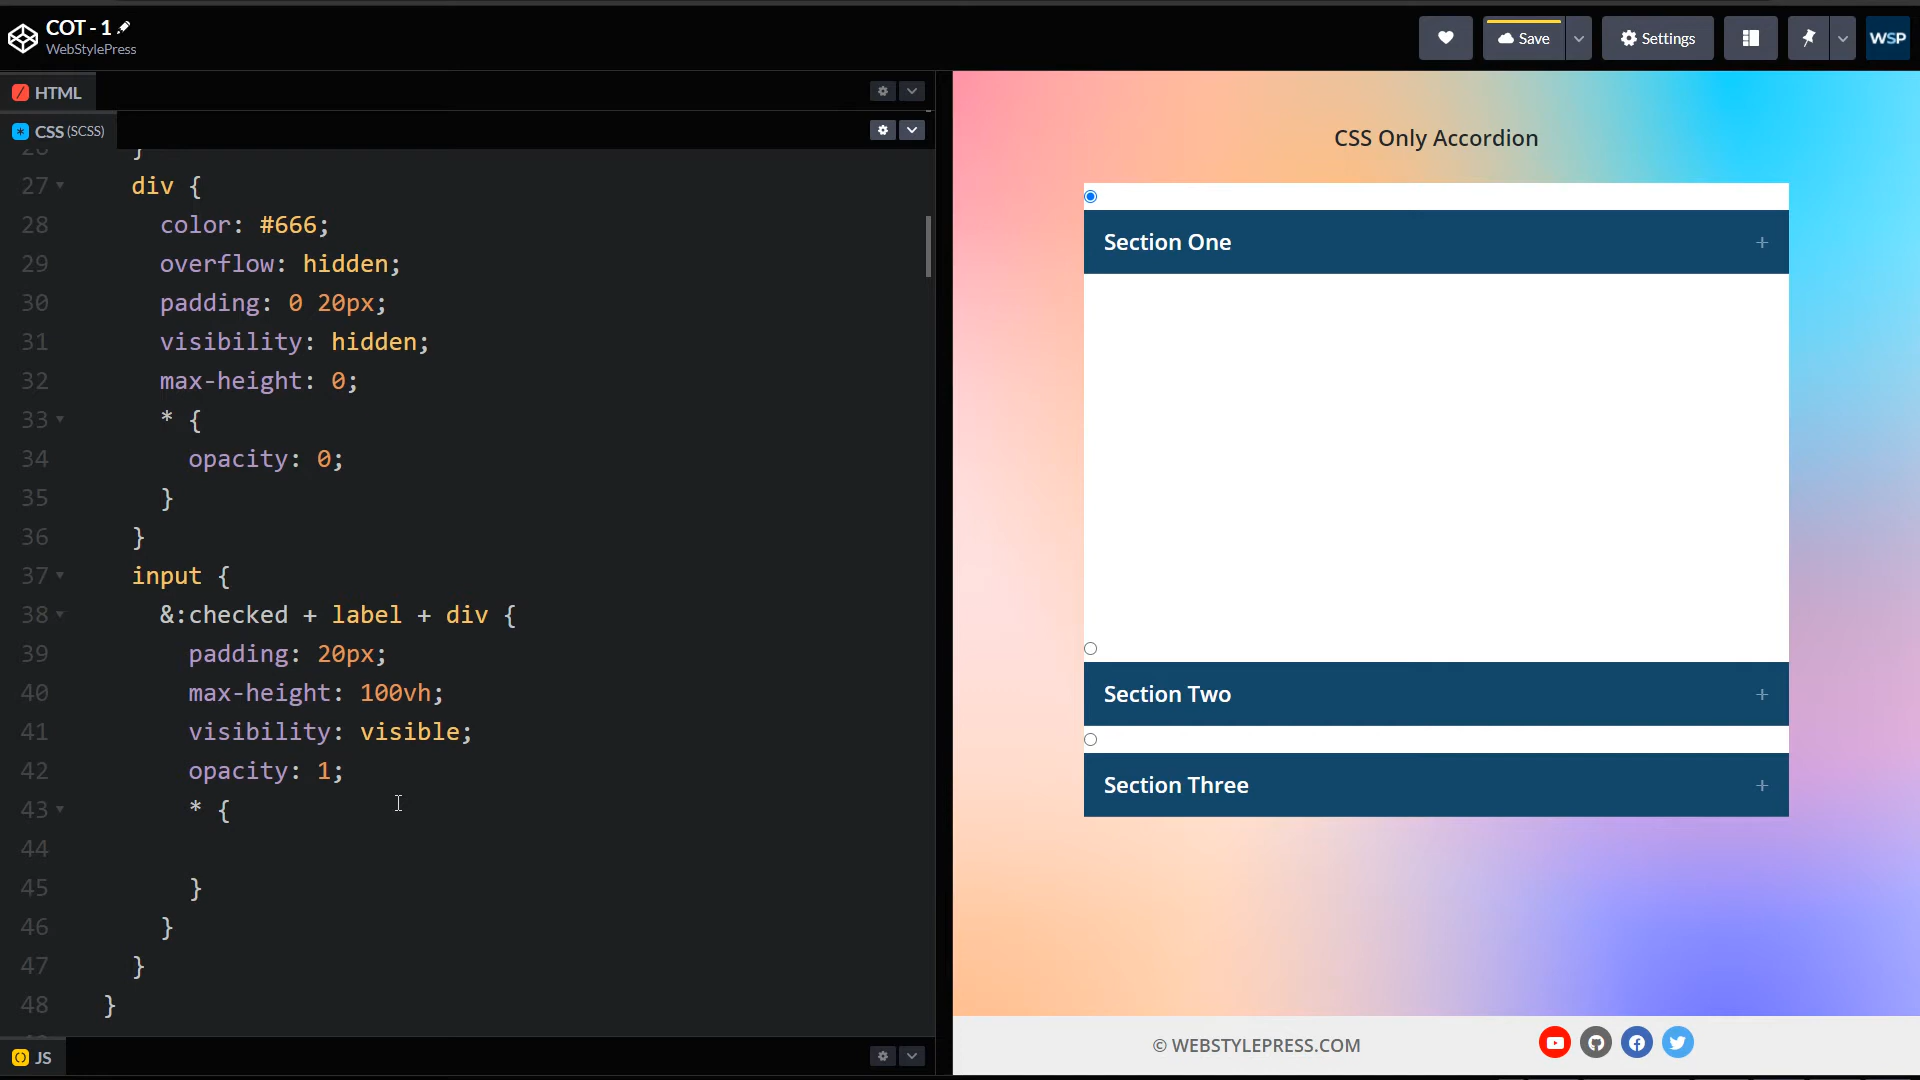 COT - 1
WebStylePress
Save
Settings
WSP
HTML
CSS (SCSS)
26 }
27 div {
28 color: #666;
29 overflow: hidden;
30 padding: 0 20px;
31 visibility: hidden;
32 max-height: 0;
33 * {
34 opacity: 0;
35 }
36 }
37 input {
38 &:checked + label + div {
39 padding: 20px;
40 max-height: 100vh;
41 visibility: visible;
42 opacity: 1;
43 * {
44
45 }
46 }
47 }
48 }
JS
CSS Only Accordion
Section One +
Section Two +
Section Three +
© WEBSTYLEPRESS.COM